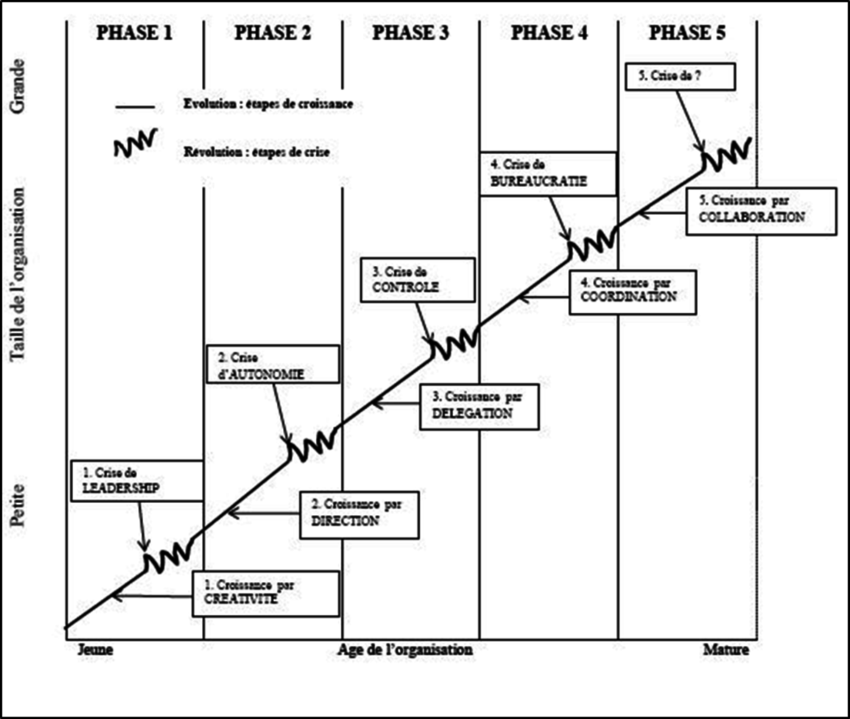 PHASE 1 PHASE 2 PHASE 3 PHASE 4 PHASE 5
Grande
Taille de l'organisation
Petite
Evolution : étapes de croissance
Révolution : étapes de crise
5. Crise de ?
4. Crise de
BUREAUCRATIE
5. Croissance par
COLLABORATION
3. Crise de
CONTROLE
4. Croissance par
COORDINATION
2. Crise
d'AUTONOMIE
3. Croissance par
DELEGATION
1. Crise de
LEADERSHIP
2. Croissance par
DIRECTION
1. Croissance par
CREATIVITE
Jeune Age de l'organisation Mature